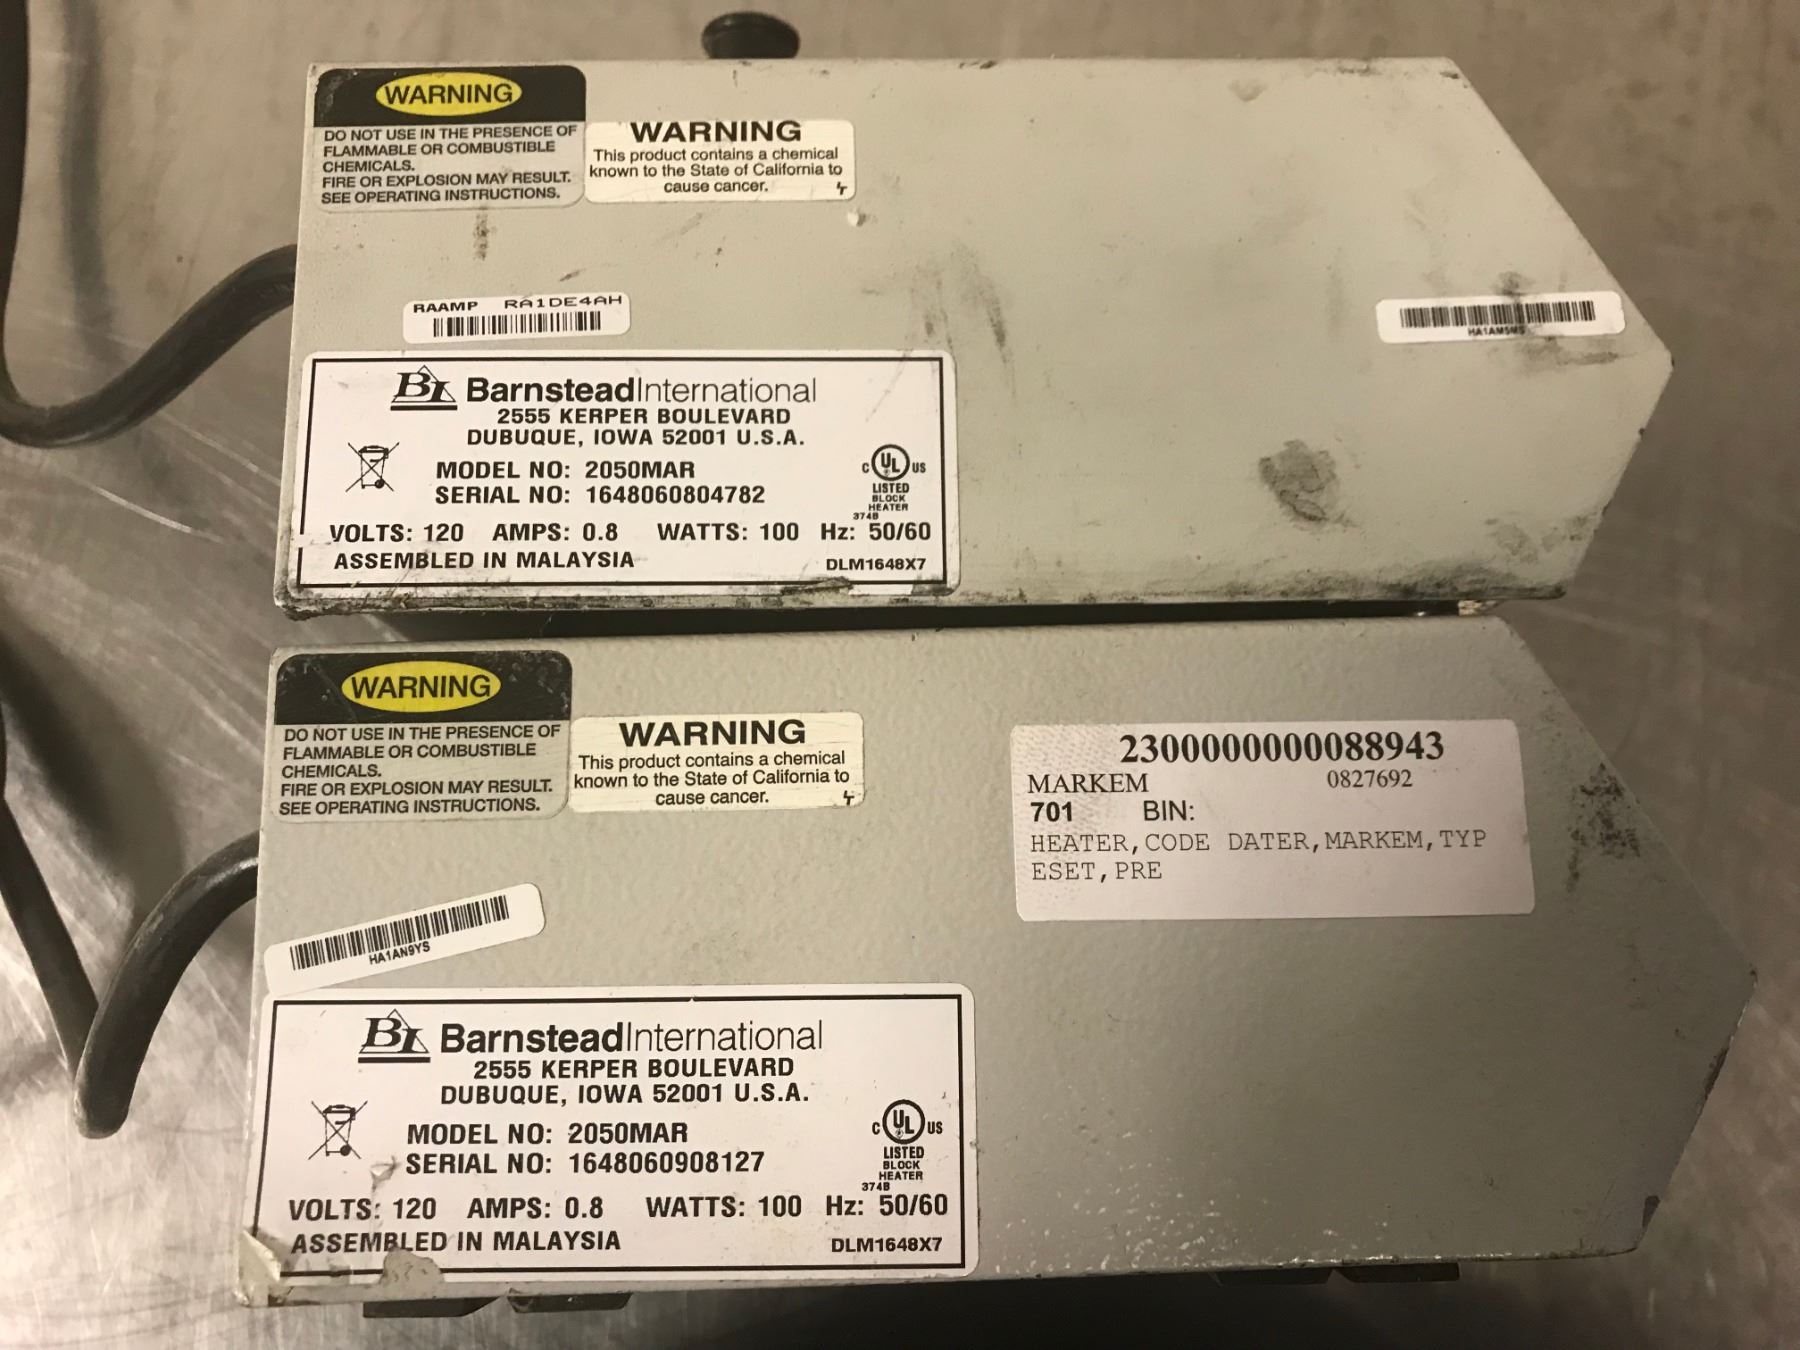 WARNING
DO NOT USE IN THE PRESENCE OF
FLAMMABLE OR COMBUSTIBLE
CHEMICALS.
FIRE OR EXPLOSION MAY RESULT.
SEE OPERATING INSTRUCTIONS.
WARNING
This product contains a chemical
known to the State of California to
cause cancer.
RAAMP RA1DE4AH
HA1AM5MS
BI BarnsteadInternational
2555 KERPER BOULEVARD
DUBUQUE, IOWA 52001 U.S.A.
MODEL NO: 2050MAR
SERIAL NO: 1648060804782
C UL US
LISTED
BLOCK
HEATER
374B
VOLTS: 120 AMPS: 0.8 WATTS: 100 Hz: 50/60
ASSEMBLED IN MALAYSIA DLM1648X7
WARNING
DO NOT USE IN THE PRESENCE OF
FLAMMABLE OR COMBUSTIBLE
CHEMICALS.
FIRE OR EXPLOSION MAY RESULT.
SEE OPERATING INSTRUCTIONS.
WARNING
This product contains a chemical
known to the State of California to
cause cancer.
2300000000088943
MARKEM 0827692
701 BIN:
HEATER,CODE DATER,MARKEM,TYP
ESET,PRE
HA1AN9YS
BI BarnsteadInternational
2555 KERPER BOULEVARD
DUBUQUE, IOWA 52001 U.S.A.
MODEL NO: 2050MAR
SERIAL NO: 1648060908127
C UL US
LISTED
BLOCK
HEATER
374B
VOLTS: 120 AMPS: 0.8 WATTS: 100 Hz: 50/60
ASSEMBLED IN MALAYSIA DLM1648X7